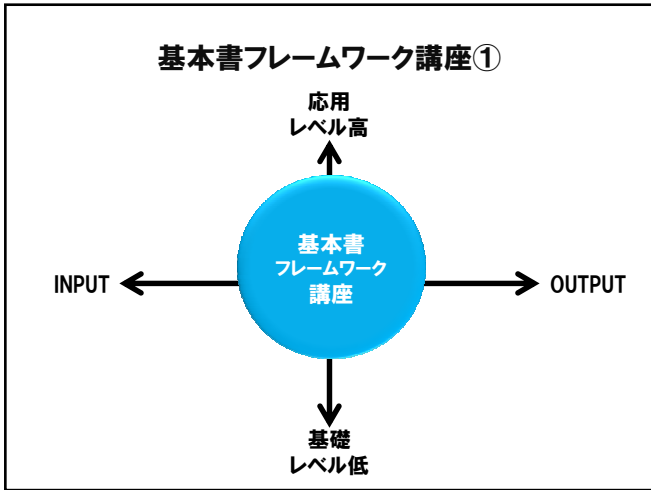 基本書フレームワーク講座①
応用
レベル高
基本書
フレームワーク
講座
INPUT
OUTPUT
基礎
レベル低